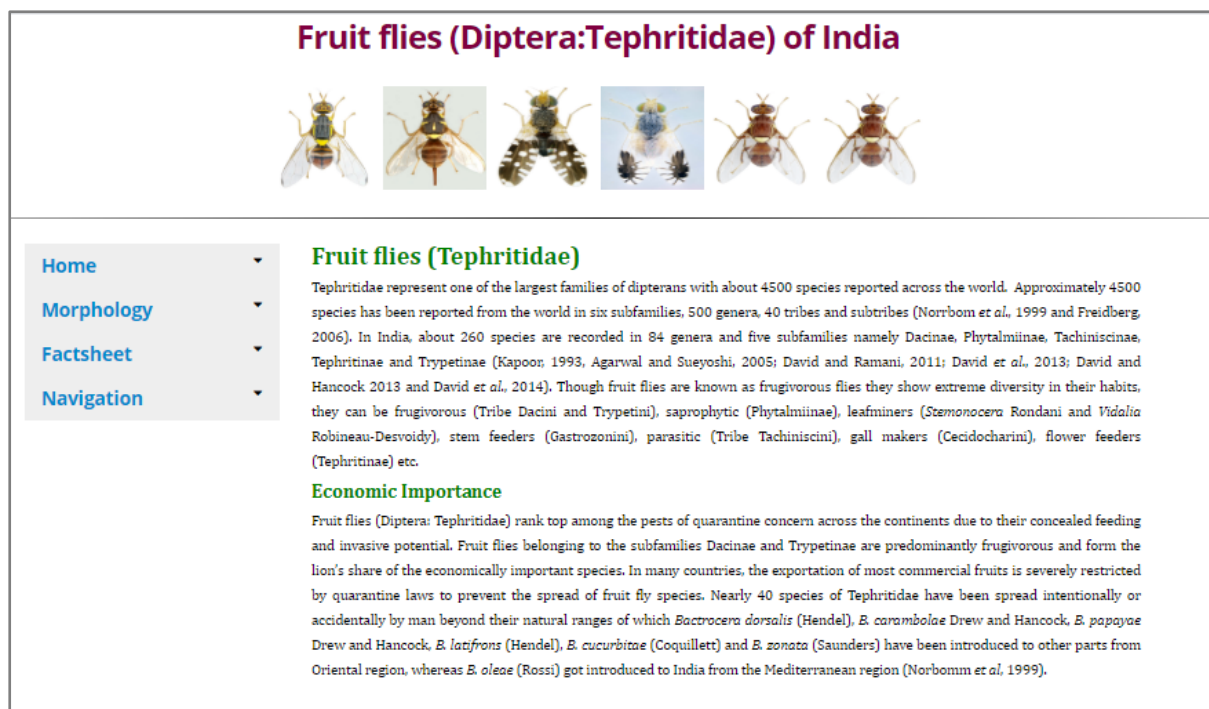 Fruit flies (Diptera:Tephritidae) of India
Home
Morphology
Factsheet
Navigation
Fruit flies (Tephritidae)
Tephritidae represent one of the largest families of dipterans with about 4500 species reported across the world. Approximately 4500
species has been reported from the world in six subfamilies, 500 genera, 40 tribes and subtribes (Norrbom et al., 1999 and Freidberg,
2006). In India, about 260 species are recorded in 84 genera and five subfamilies namely Dacinae, Phytalmiinae, Tachiniscinae,
Tephritinae and Trypetinae (Kapoor, 1993, Agarwal and Sueyoshi, 2005; David and Ramani, 2011; David et al., 2013; David and
Hancock 2013 and David et al., 2014). Though fruit flies are known as frugivorous flies they show extreme diversity in their habits,
they can be frugivorous (Tribe Dacini and Trypetini), saprophytic (Phytalmiinae), leafminers (Stemonocera Rondani and Vidalia
Robineau-Desvoidy), stem feeders (Gastrozonini), parasitic (Tribe Tachiniscini), gall makers (Cecidocharini), flower feeders
(Tephritinae) etc.
Economic Importance
Fruit flies (Diptera: Tephritidae) rank top among the pests of quarantine concern across the continents due to their concealed feeding
and invasive potential. Fruit flies belonging to the subfamilies Dacinae and Trypetinae are predominantly frugivorous and form the
lion's share of the economically important species. In many countries, the exportation of most commercial fruits is severely restricted
by quarantine laws to prevent the spread of fruit fly species. Nearly 40 species of Tephritidae have been spread intentionally or
accidentally by man beyond their natural ranges of which Bactrocera dorsalis (Hendel), B. carambolae Drew and Hancock, B. papayae
Drew and Hancock, B. latifrons (Hendel), B. cucurbitae (Coquillett) and B. zonata (Saunders) have been introduced to other parts from
Oriental region, whereas B. oleae (Rossi) got introduced to India from the Mediterranean region (Norbomm et al, 1999).